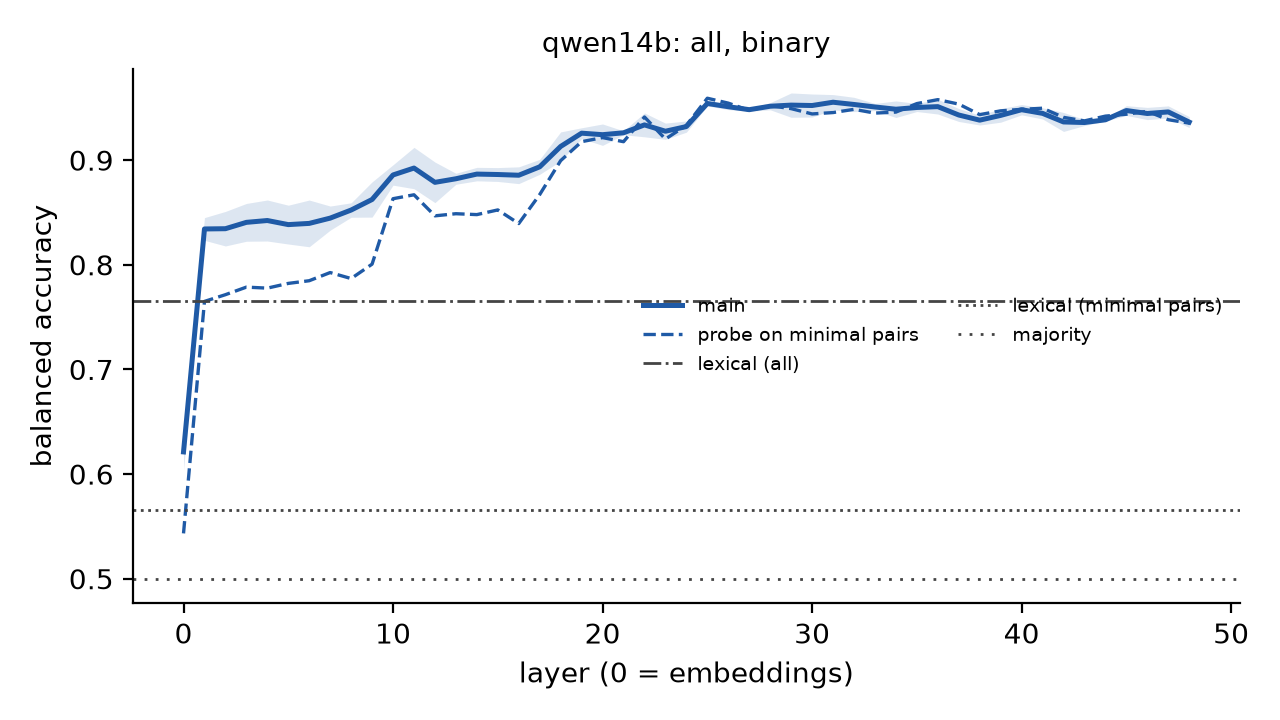 qwen14b: all, binary
balanced accuracy
0.9
0.8
0.7
0.6
0.5
main
probe on minimal pairs
lexical (all)
lexical (minimal pairs)
majority
0 10 20 30 40 50
layer (0 = embeddings)